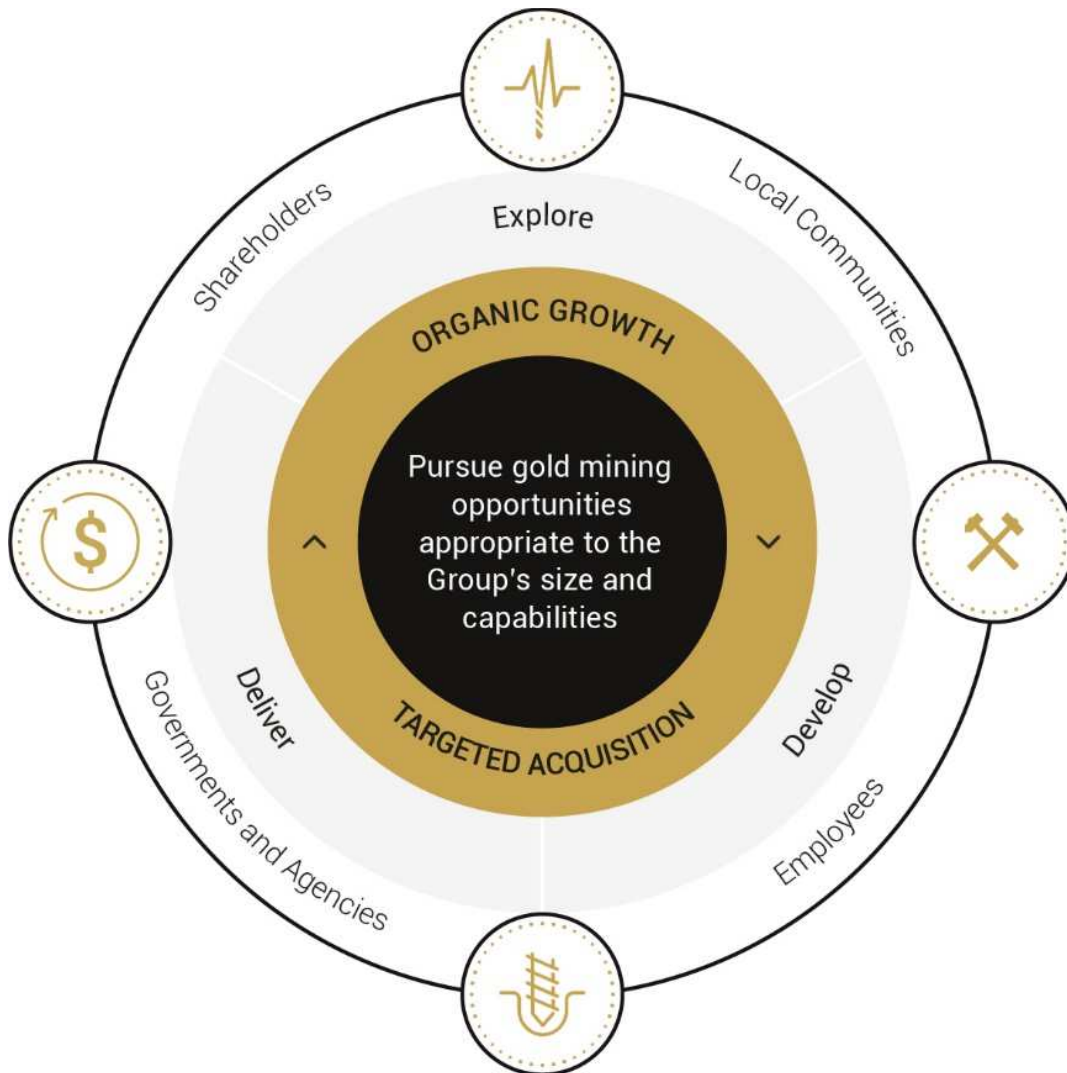 Explore
Shareholders
Local Communities
ORGANIC GROWTH
Pursue gold mining
opportunities
appropriate to the
Group's size and
capabilities
TARGETED ACQUISITION
Deliver
Develop
Governments and Agencies
Employees
$